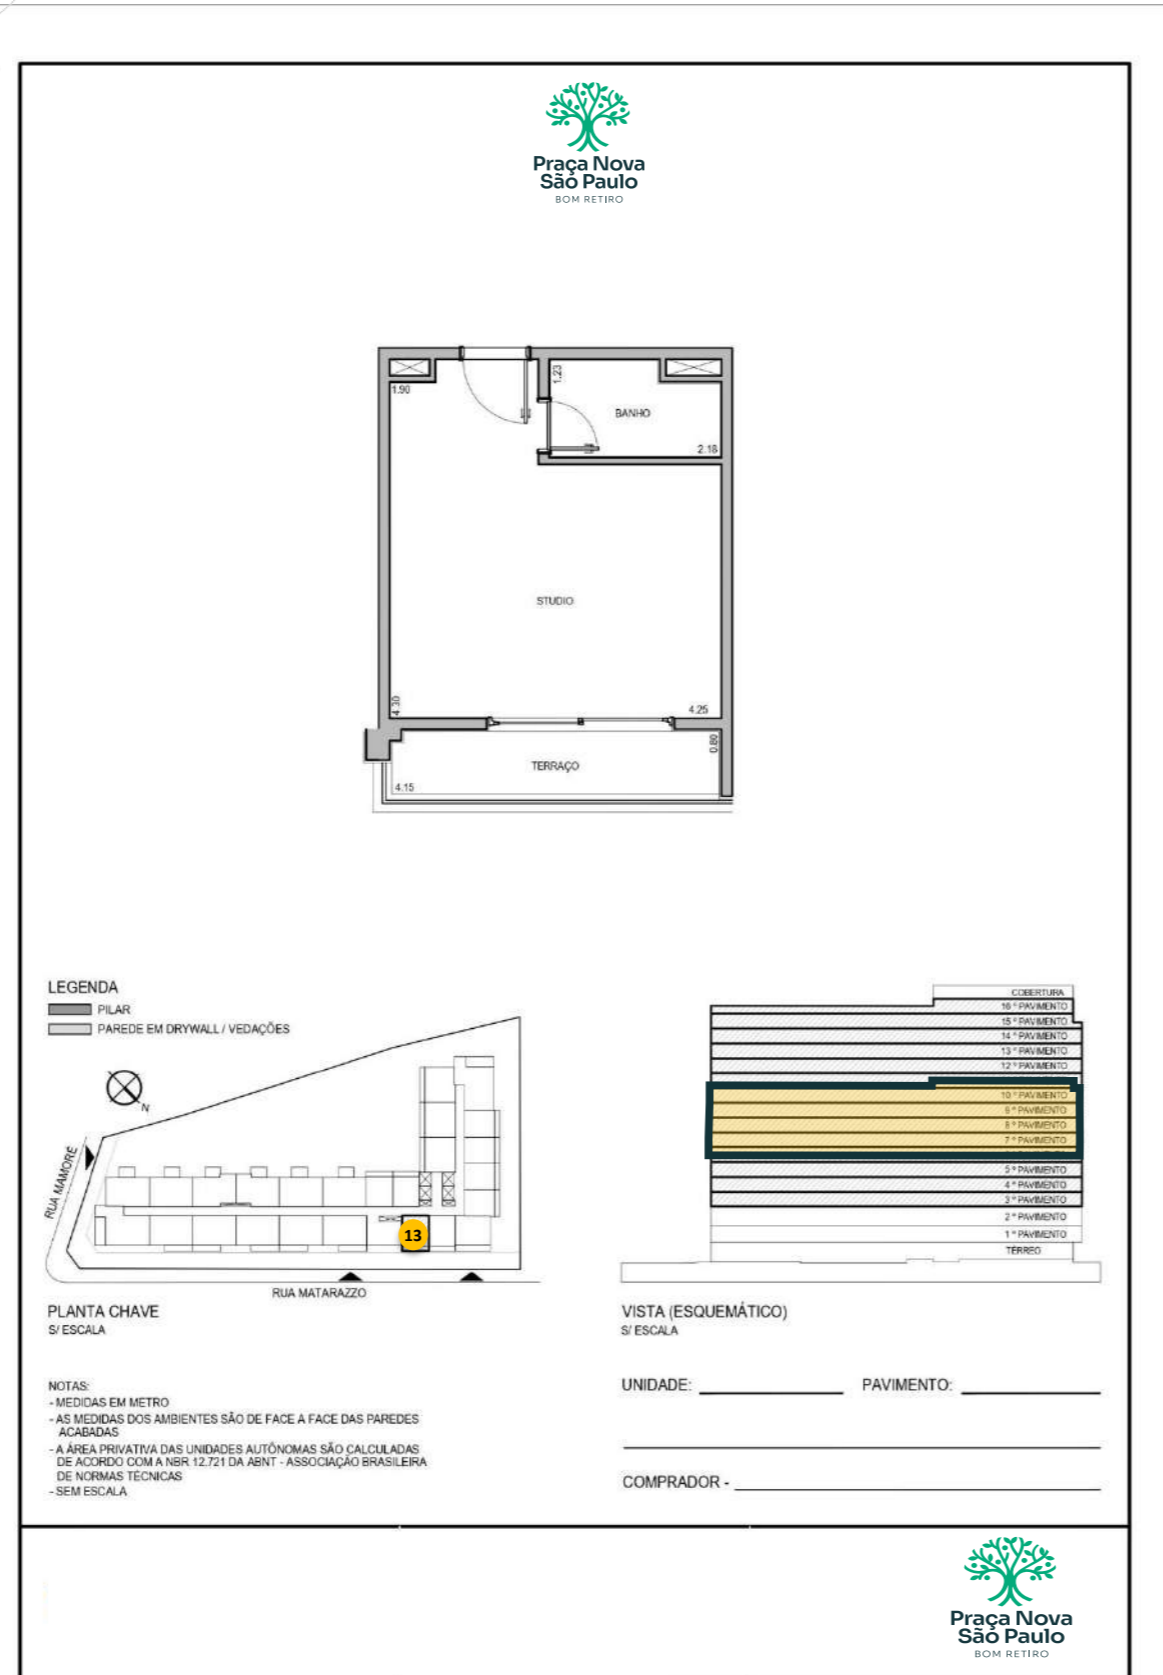 Praça Nova
São Paulo
BOM RETIRO
1.90
1.23
BANHO
2.18
STUDIO
4.30
4.25
TERRAÇO
0.80
4.15
LEGENDA
PILAR
PAREDE EM DRYWALL / VEDAÇÕES
N
RUA MAMORÉ
13
RUA MATARAZZO
PLANTA CHAVE
S/ ESCALA
COBERTURA
16 º PAVIMENTO
15 º PAVIMENTO
14 º PAVIMENTO
13 º PAVIMENTO
12 º PAVIMENTO
10 º PAVIMENTO
9 º PAVIMENTO
8 º PAVIMENTO
7 º PAVIMENTO
5 º PAVIMENTO
4 º PAVIMENTO
3 º PAVIMENTO
2 º PAVIMENTO
1 º PAVIMENTO
TÉRREO
VISTA (ESQUEMÁTICO)
S/ ESCALA
NOTAS:
- MEDIDAS EM METRO
- AS MEDIDAS DOS AMBIENTES SÃO DE FACE A FACE DAS PAREDES
ACABADAS
- A ÁREA PRIVATIVA DAS UNIDADES AUTÔNOMAS SÃO CALCULADAS
DE ACORDO COM A NBR 12.721 DA ABNT - ASSOCIAÇÃO BRASILEIRA
DE NORMAS TÉCNICAS
- SEM ESCALA
UNIDADE: PAVIMENTO:
COMPRADOR -
Praça Nova
São Paulo
BOM RETIRO